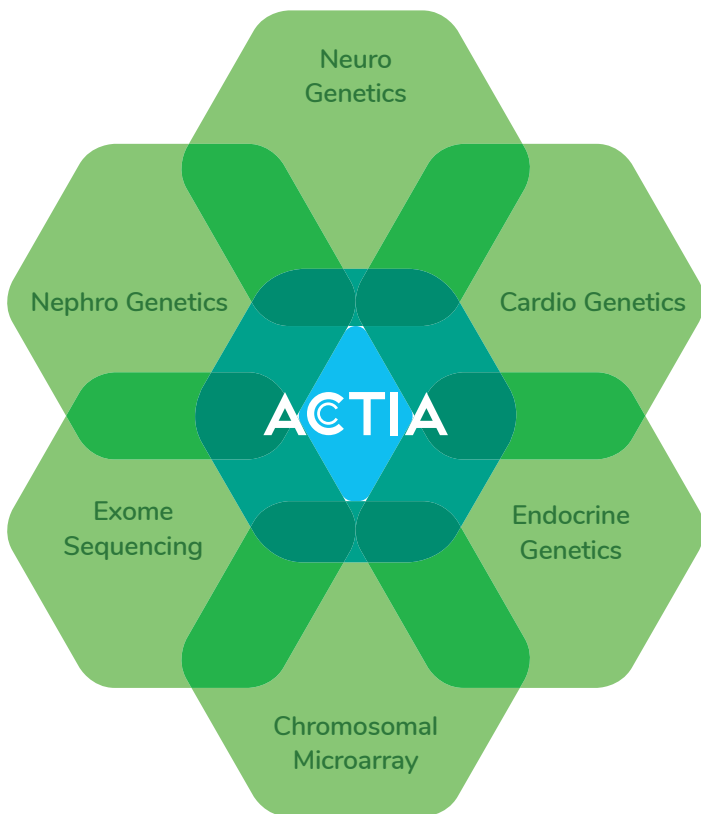 Neuro
Genetics
Nephro Genetics
Cardio Genetics
ACTIA
Exome
Sequencing
Endocrine
Genetics
Chromosomal
Microarray